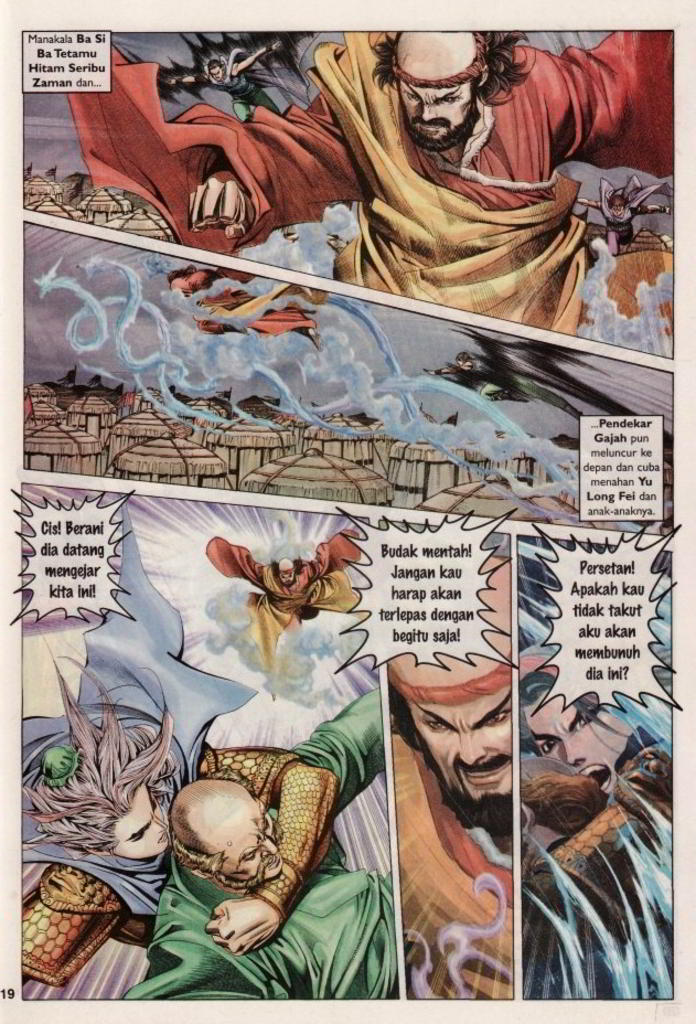 Manakala Ba Si
Ba Tetamu
Hitam Seribu
Zaman dan...
...Pendekar
Gajah pun
meluncur ke
depan dan cuba
menahan Yu
Long Fei dan
anak-anaknya.
Cis! Berani
dia datang
mengejar
kita ini!
Budak mentah!
Jangan kau
harap akan
terlepas dengan
begitu saja!
Persetan!
Apakah kau
tidak takut
aku akan
membunuh
dia ini?
19